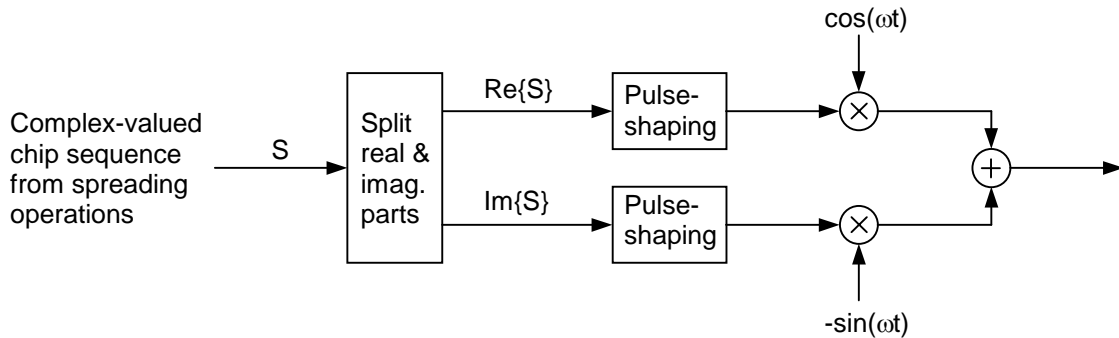 cos(ωt)
Complex-valued
chip sequence
from spreading
operations
S
Split
real &
imag.
parts
Re{S}
Pulse-
shaping
Im{S}
Pulse-
shaping
-sin(ωt)